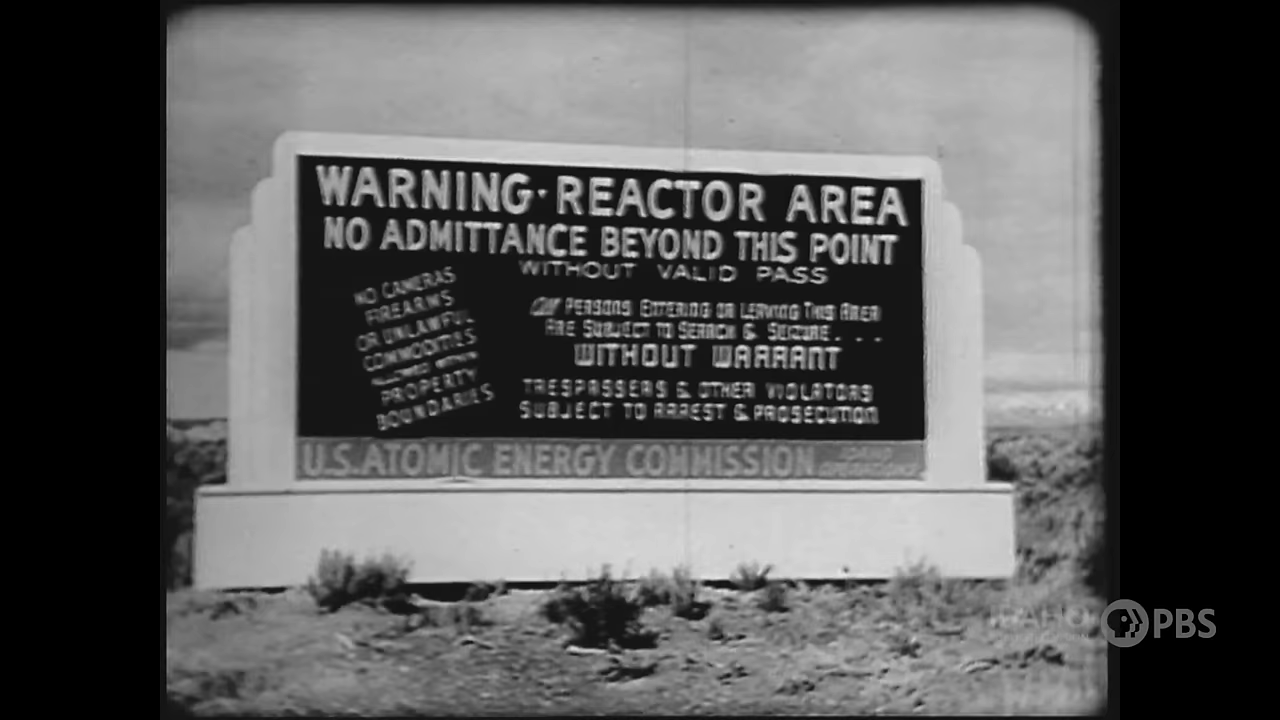 WARNING · REACTOR AREA
NO ADMITTANCE BEYOND THIS POINT
WITHOUT VALID PASS
NO CAMERAS
FIREARMS
OR UNLAWFUL
COMMODITIES
PROPERTY
BOUNDARIES
PERSONS ENTERING OR LEAVING THIS AREA
ARE SUBJECT TO SEARCH & SEIZURE. . .
WITHOUT WARRANT
TRESPASSERS & OTHER VIOLATORS
SUBJECT TO ARREST & PROSECUTION
U.S. ATOMIC ENERGY COMMISSION
IDAHO
PBS